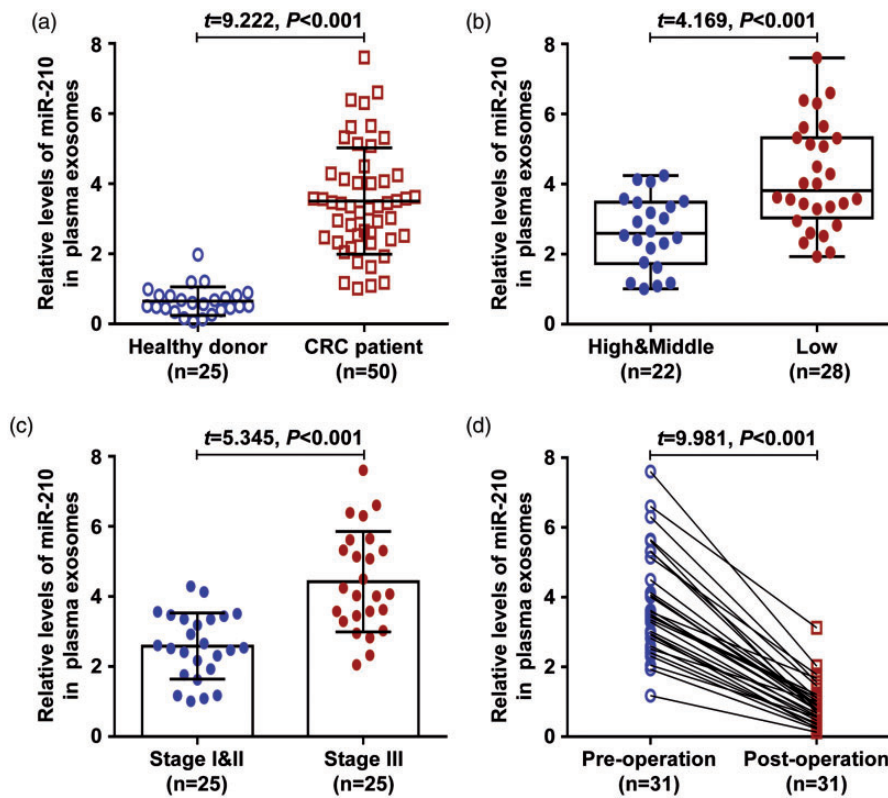 (a)
t=9.222, P<0.001
Relative levels of miR-210
in plasma exosomes
8
6
4
2
0
Healthy donor
(n=25)
CRC patient
(n=50)
(b)
t=4.169, P<0.001
Relative levels of miR-210
in plasma exosomes
8
6
4
2
0
High&Middle
(n=22)
Low
(n=28)
(c)
t=5.345, P<0.001
Relative levels of miR-210
in plasma exosomes
8
6
4
2
0
Stage I&II
(n=25)
Stage III
(n=25)
(d)
t=9.981, P<0.001
Relative levels of miR-210
in plasma exosomes
8
6
4
2
0
Pre-operation
(n=31)
Post-operation
(n=31)